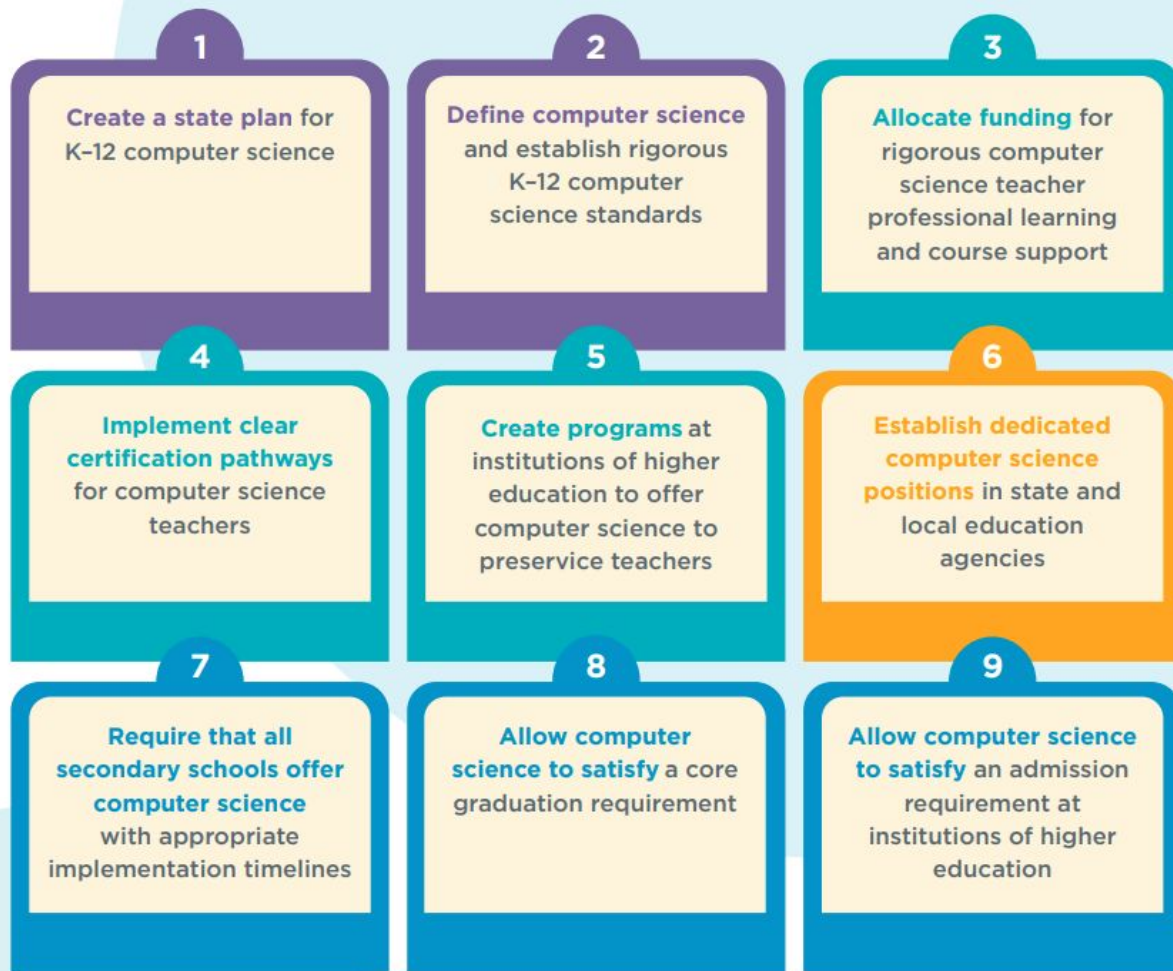 1
Create a state plan for
K–12 computer science
2
Define computer science
and establish rigorous
K–12 computer
science standards
3
Allocate funding for
rigorous computer
science teacher
professional learning
and course support
4
Implement clear
certification pathways
for computer science
teachers
5
Create programs at
institutions of higher
education to offer
computer science to
preservice teachers
6
Establish dedicated
computer science
positions in state and
local education
agencies
7
Require that all
secondary schools offer
computer science
with appropriate
implementation timelines
8
Allow computer
science to satisfy a core
graduation requirement
9
Allow computer science
to satisfy an admission
requirement at
institutions of higher
education